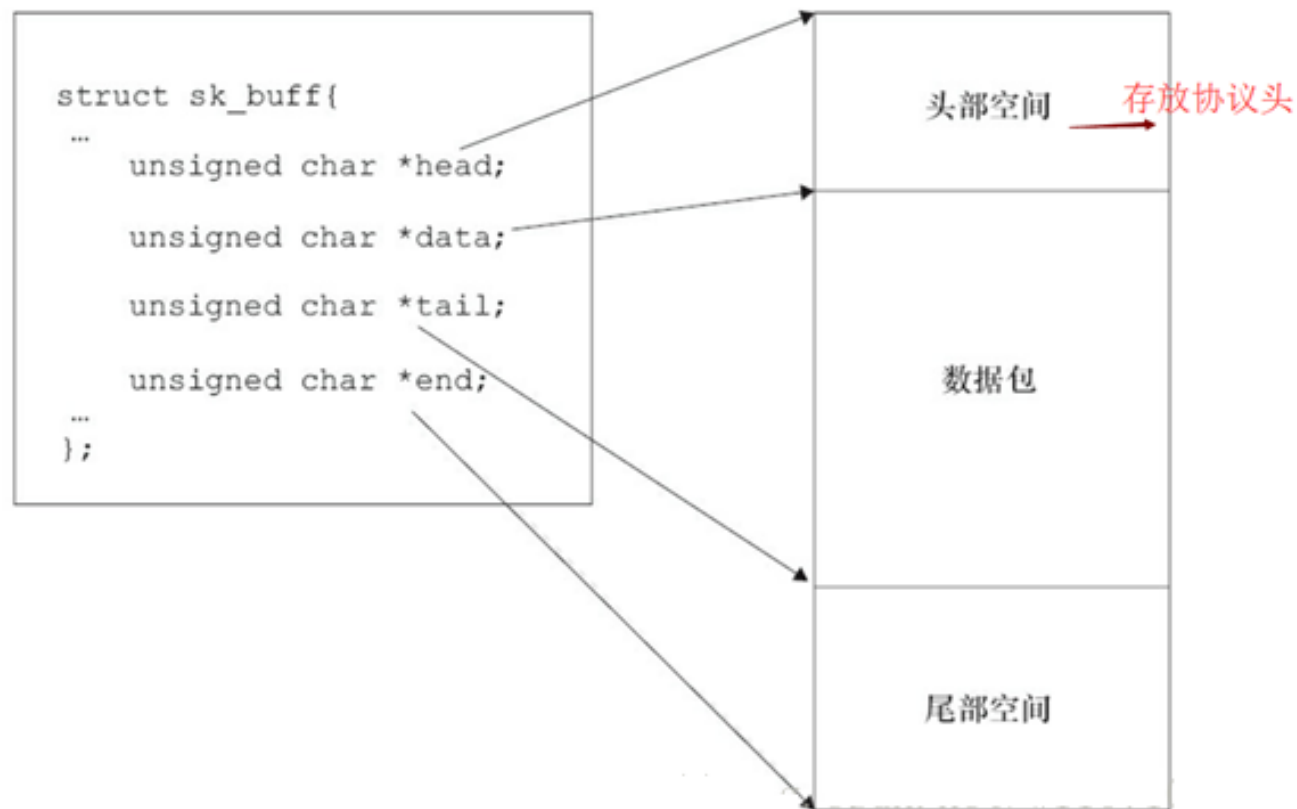 struct sk_buff{
…
unsigned char *head;
unsigned char *data;
unsigned char *tail;
unsigned char *end;
…
};
头部空间
存放协议头
数据包
尾部空间